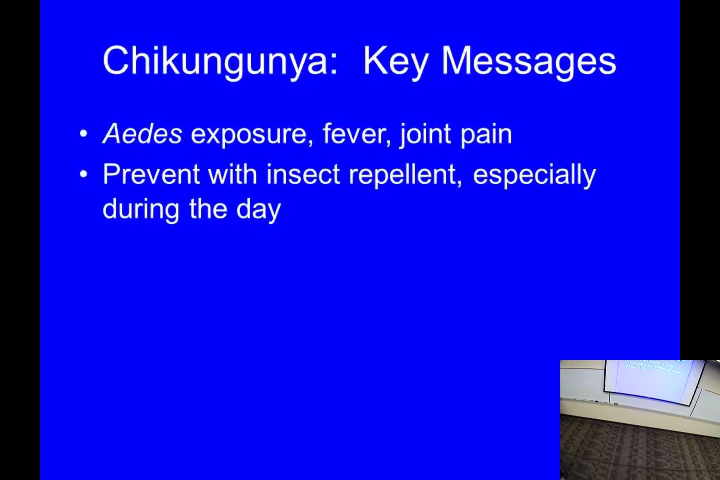 Chikungunya: Key Messages
• Aedes exposure, fever, joint pain
• Prevent with insect repellent, especially
during the day